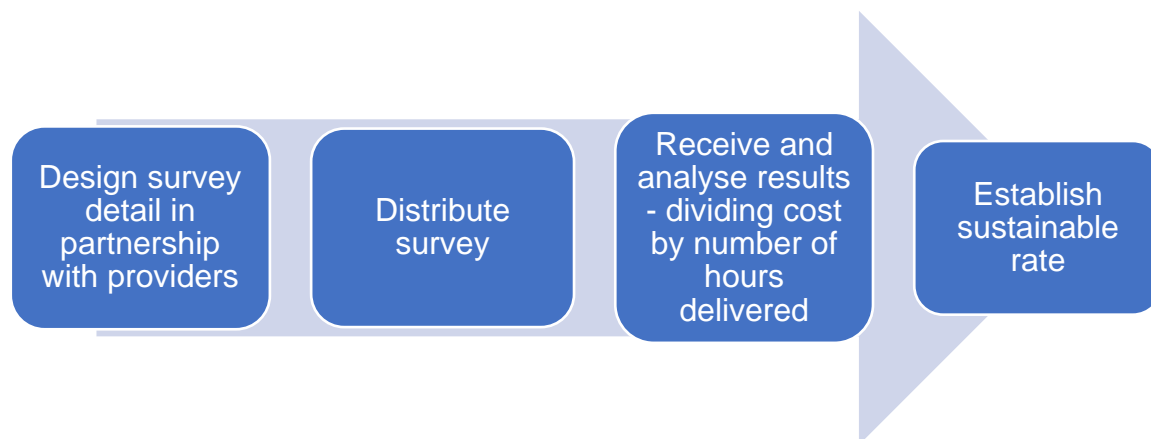 Design survey
detail in
partnership
with providers
Distribute
survey
Receive and
analyse results
- dividing cost
by number of
hours
delivered
Establish
sustainable
rate